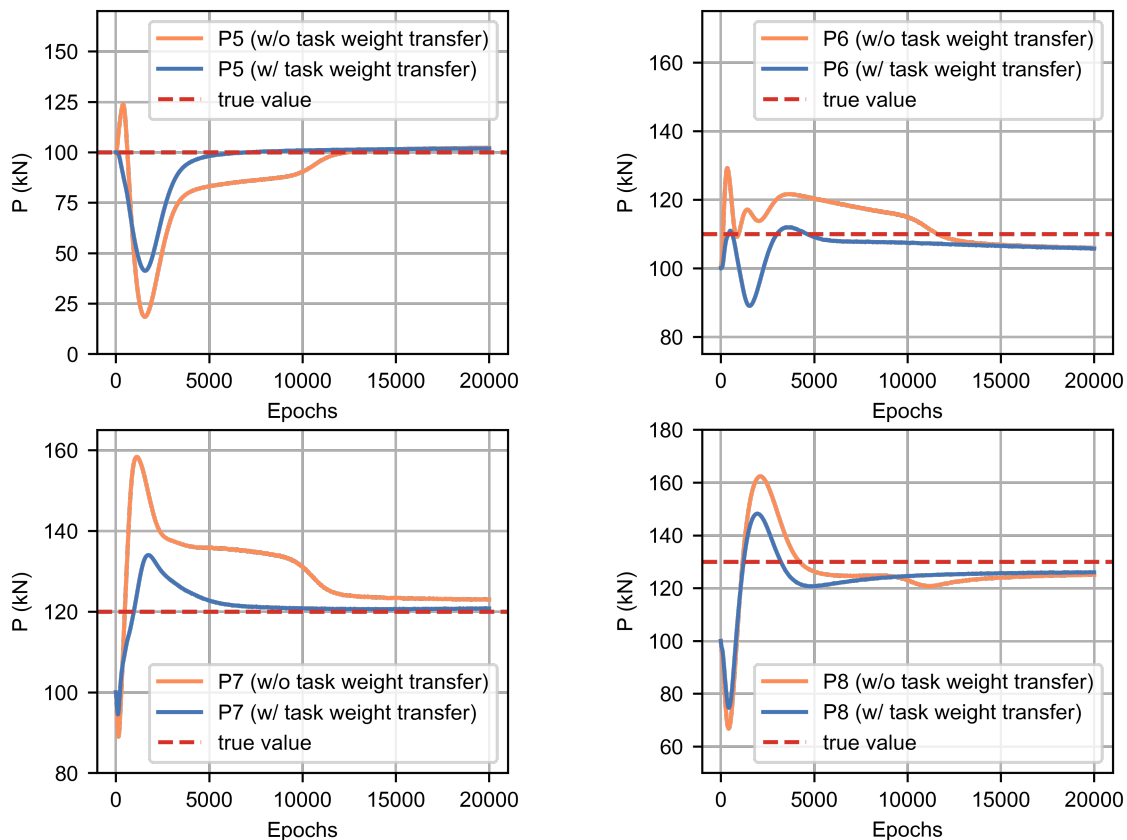 150
125
100
75
50
25
0
P (kN)
P5 (w/o task weight transfer)
P5 (w/ task weight transfer)
true value
0 5000 10000 15000 20000
Epochs
160
140
120
100
80
P (kN)
P6 (w/o task weight transfer)
P6 (w/ task weight transfer)
true value
0 5000 10000 15000 20000
Epochs
160
140
120
100
80
P (kN)
P7 (w/o task weight transfer)
P7 (w/ task weight transfer)
true value
0 5000 10000 15000 20000
Epochs
180
160
140
120
100
80
60
P (kN)
P8 (w/o task weight transfer)
P8 (w/ task weight transfer)
true value
0 5000 10000 15000 20000
Epochs